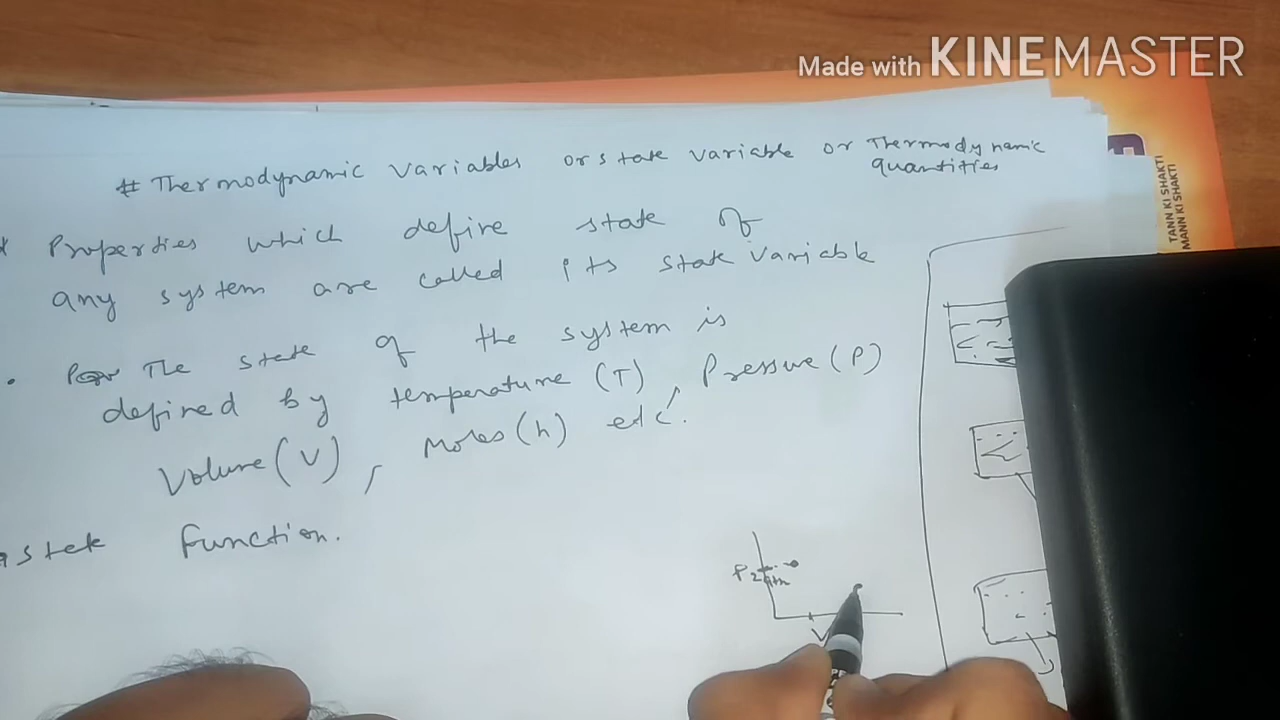 Made with KINEMASTER
# Thermodynamic variables or state variable or Thermodynamic
quantities
Properties which define state of
any system are called its state variable
• The state of the system is
defined by temperature (T), Pressure (P)
Volume (V), Moles (n) etc.
State function.
P 2atm
V
TANN KI SHAKTI
MANN KI SHAKTI